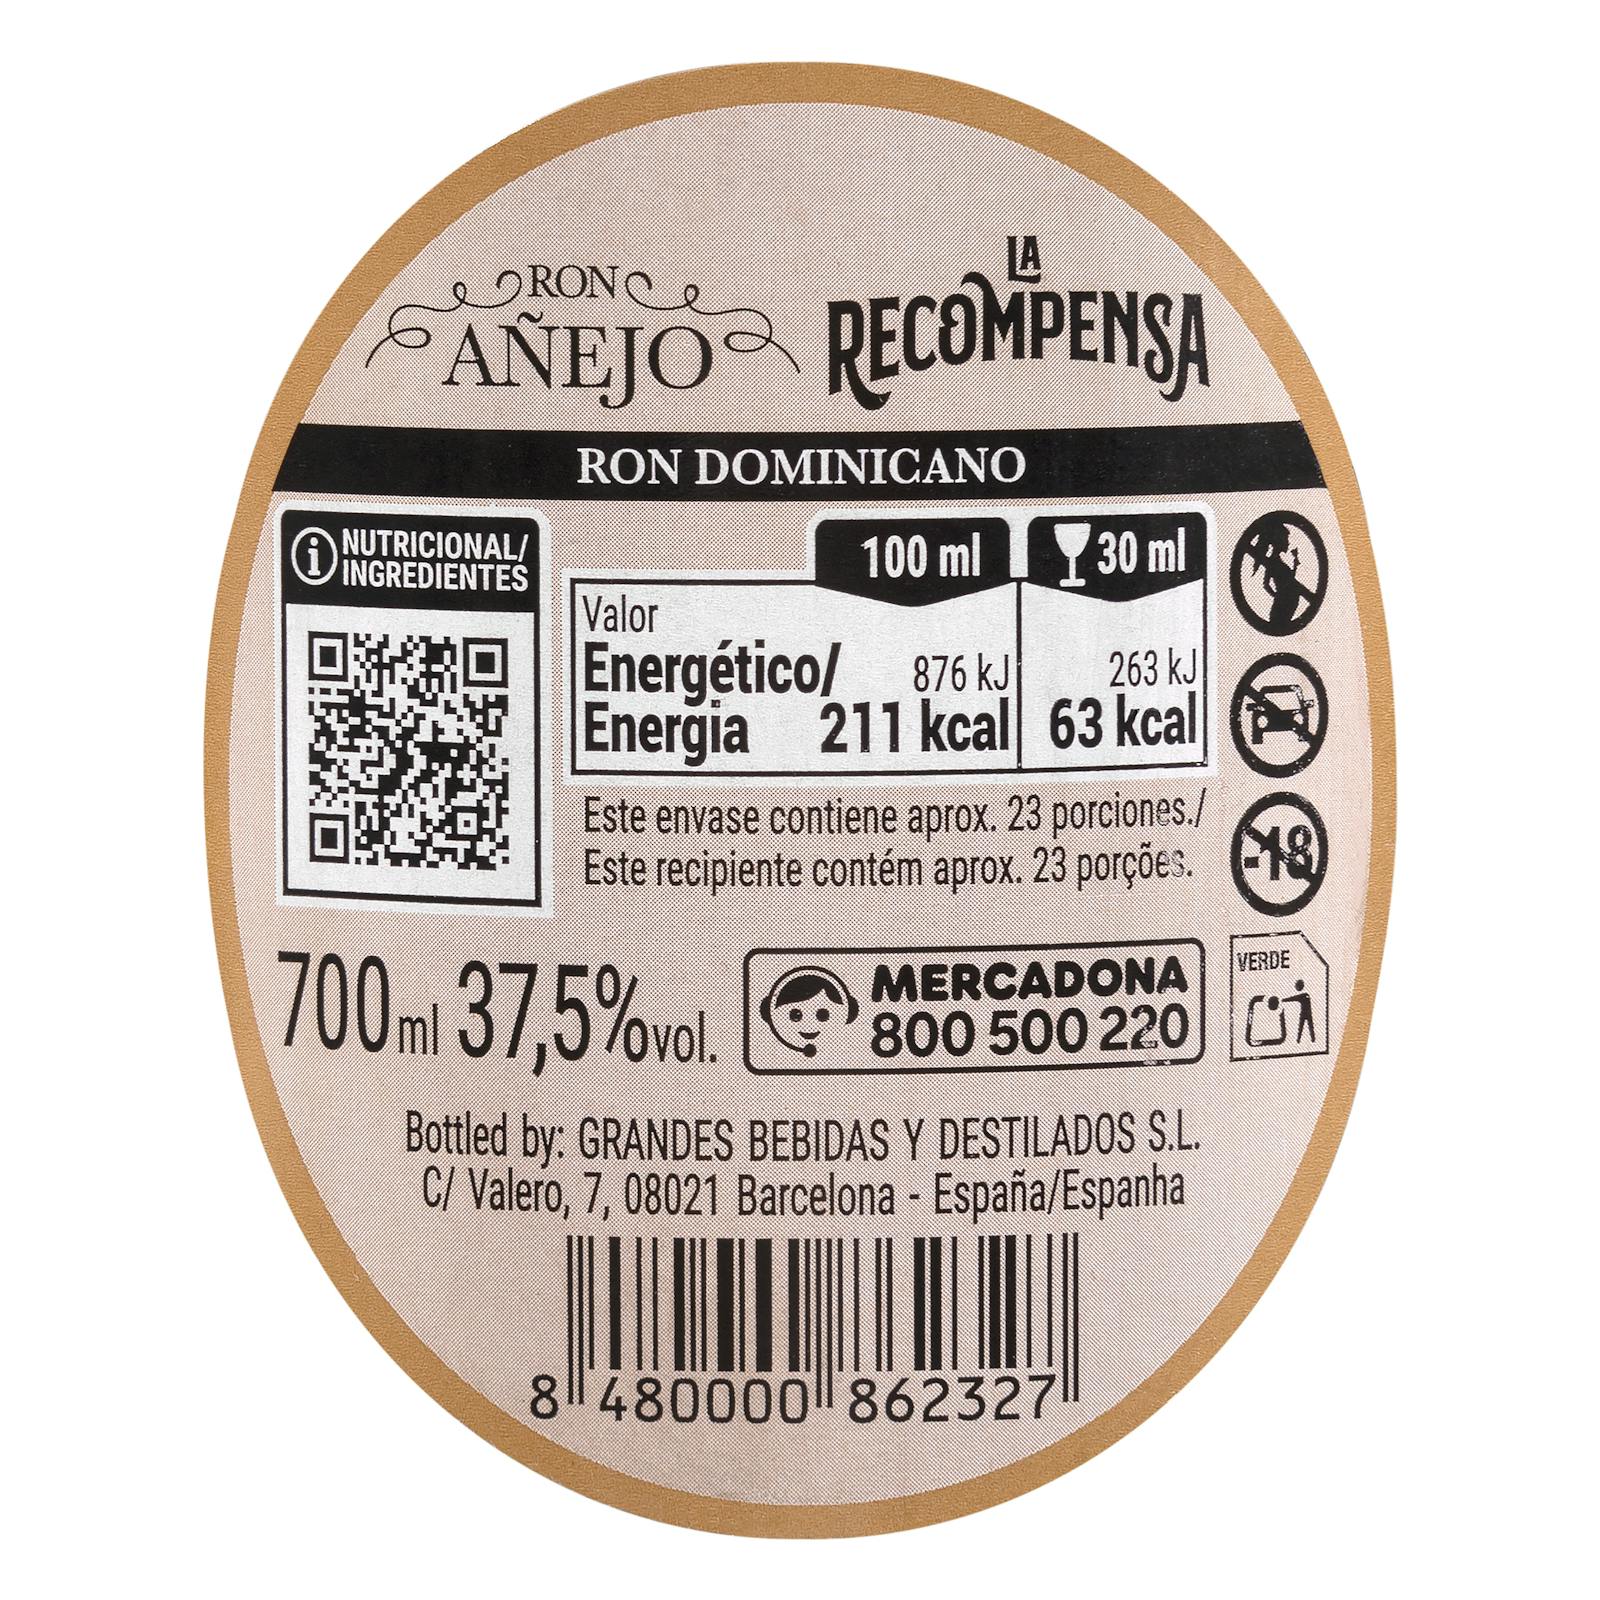 RON
AÑEJO
LA
RECOMPENSA
RON DOMINICANO
NUTRICIONAL/
INGREDIENTES
100 ml
30 ml
Valor
Energético/
Energia
876 kJ
211 kcal
263 kJ
63 kcal
Este envase contiene aprox. 23 porciones./
Este recipiente contém aprox. 23 porções.
-18
700 ml 37,5% vol.
MERCADONA
800 500 220
VERDE
Bottled by: GRANDES BEBIDAS Y DESTILADOS S.L.
C/ Valero, 7, 08021 Barcelona - España/Espanha
8 480000 862327